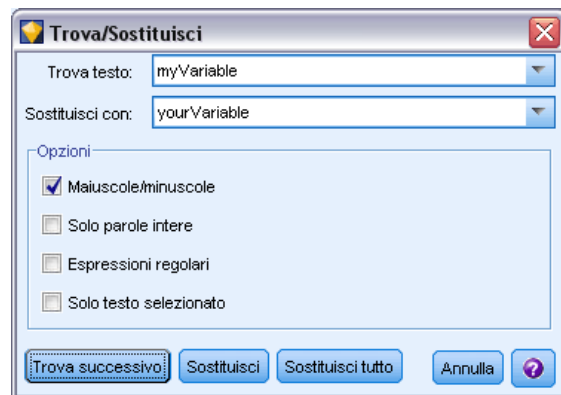 Trova/Sostituisci
Trova testo: myVariable
Sostituisci con: yourVariable
Opzioni
Maiuscole/minuscole
Solo parole intere
Espressioni regolari
Solo testo selezionato
Trova successivo Sostituisci Sostituisci tutto Annulla ?